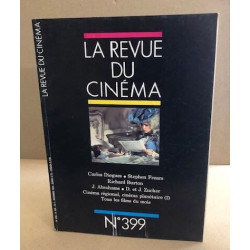 LA REVUE DU CINÉMA
LA REVUE
DU
CINÉMA
Carlos Diegues • Stephen Frears
Richard Burton
J. Abrahams • D. et J. Zucker
Cinéma régional, cinéma planétaire (2)
Tous les films du mois
N°399